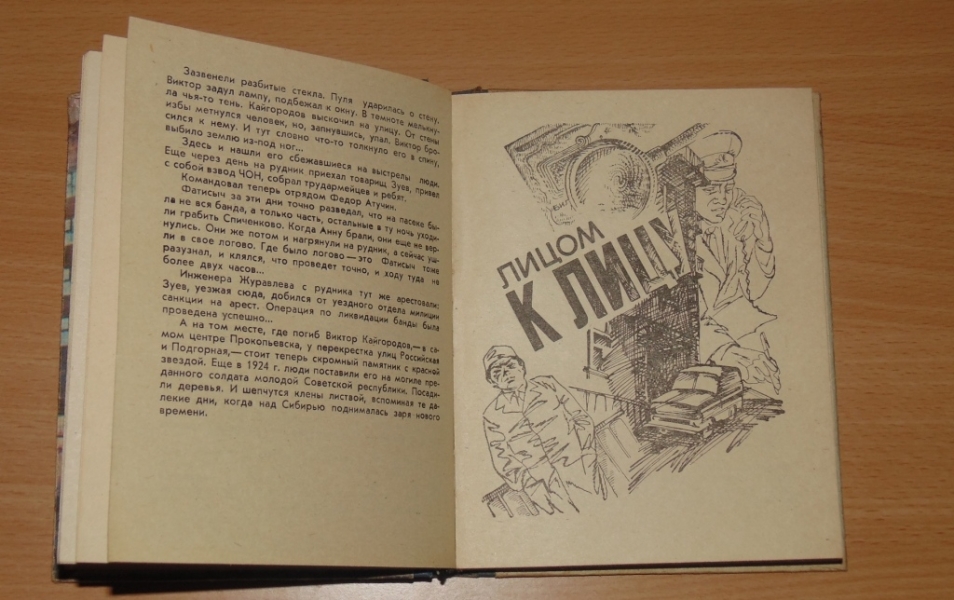 Зазвенели разбитые стекла. Пуля ударилась о стену,
Виктор задул лампу, подбежал к окну. В темноте мелькну-
ла чья-то тень. Кайгородов выскочил на улицу. От стены
избы метнулся человек, но, запнувшись, упал. Виктор бро-
сился к нему. И тут словно что-то толкнуло его в спину,
выбило землю из-под ног...
Здесь и нашли его сбежавшиеся на выстрелы люди.
Еще через день на рудник приехал товарищ Зуев, привел
с собой взвод ЧОН, собрал трудармейцев и ребят.
Командовал теперь отрядом Федор Атучин.
Фатисыч за эти дни точно разведал, что на пасеке бы-
ла не вся банда, а только часть, остальные в ту ночь уходи-
ли грабить Спиченково. Когда Анну брали, они еще не вер-
нулись. Они же потом и нагрянули на рудник, а сейчас уш-
ли в свое логово. Где было логово — это Фатисыч тоже
разузнал, и клялся, что проведет точно, и ходу туда не
более двух часов...
Инженера Журавлева с рудника тут же арестовали:
Зуев, уезжая сюда, добился от уездного отдела милиции
санкции на арест. Операция по ликвидации банды была
проведена успешно...
А на том месте, где погиб Виктор Кайгородов,— в са-
мом центре Прокопьевска, у перекрестка улиц Российская
и Подгорная,— стоит теперь скромный памятник с красной
звездой. Еще в 1924 г. люди поставили его на могиле пре-
данного солдата молодой Советской республики. Посади-
ли деревья. И шепчутся клены листвой, вспоминая те да-
лекие дни, когда над Сибирью поднималась заря нового
времени.
ЛИЦОМ
К ЛИЦУ